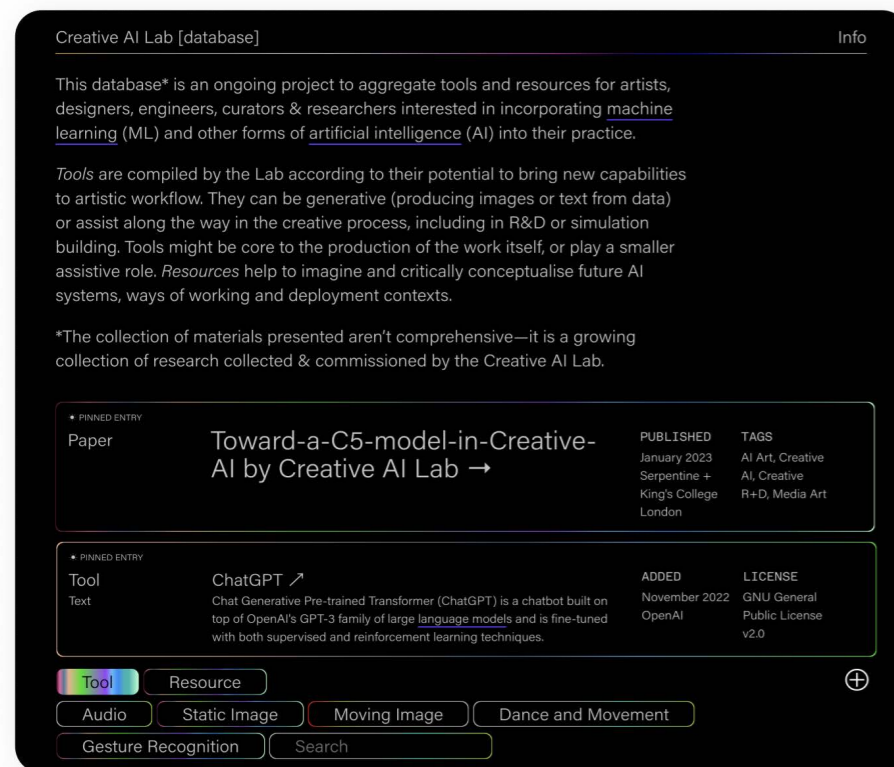 Creative AI Lab [database]
Info
This database* is an ongoing project to aggregate tools and resources for artists,
designers, engineers, curators & researchers interested in incorporating machine
learning (ML) and other forms of artificial intelligence (AI) into their practice.
Tools are compiled by the Lab according to their potential to bring new capabilities
to artistic workflow. They can be generative (producing images or text from data)
or assist along the way in the creative process, including in R&D or simulation
building. Tools might be core to the production of the work itself, or play a smaller
assistive role. Resources help to imagine and critically conceptualise future AI
systems, ways of working and deployment contexts.
*The collection of materials presented aren't comprehensive—it is a growing
collection of research collected & commissioned by the Creative AI Lab.
PINNED ENTRY
Paper
Toward-a-C5-model-in-Creative-
AI by Creative AI Lab →
PUBLISHED
January 2023
Serpentine +
King's College
London
TAGS
AI Art, Creative
AI, Creative
R+D, Media Art
PINNED ENTRY
Tool
Text
ChatGPT ↗
Chat Generative Pre-trained Transformer (ChatGPT) is a chatbot built on
top of OpenAI's GPT-3 family of large language models and is fine-tuned
with both supervised and reinforcement learning techniques.
ADDED
November 2022
OpenAI
LICENSE
GNU General
Public License
v2.0
Tool
Resource
Audio
Static Image
Moving Image
Dance and Movement
Gesture Recognition
Search